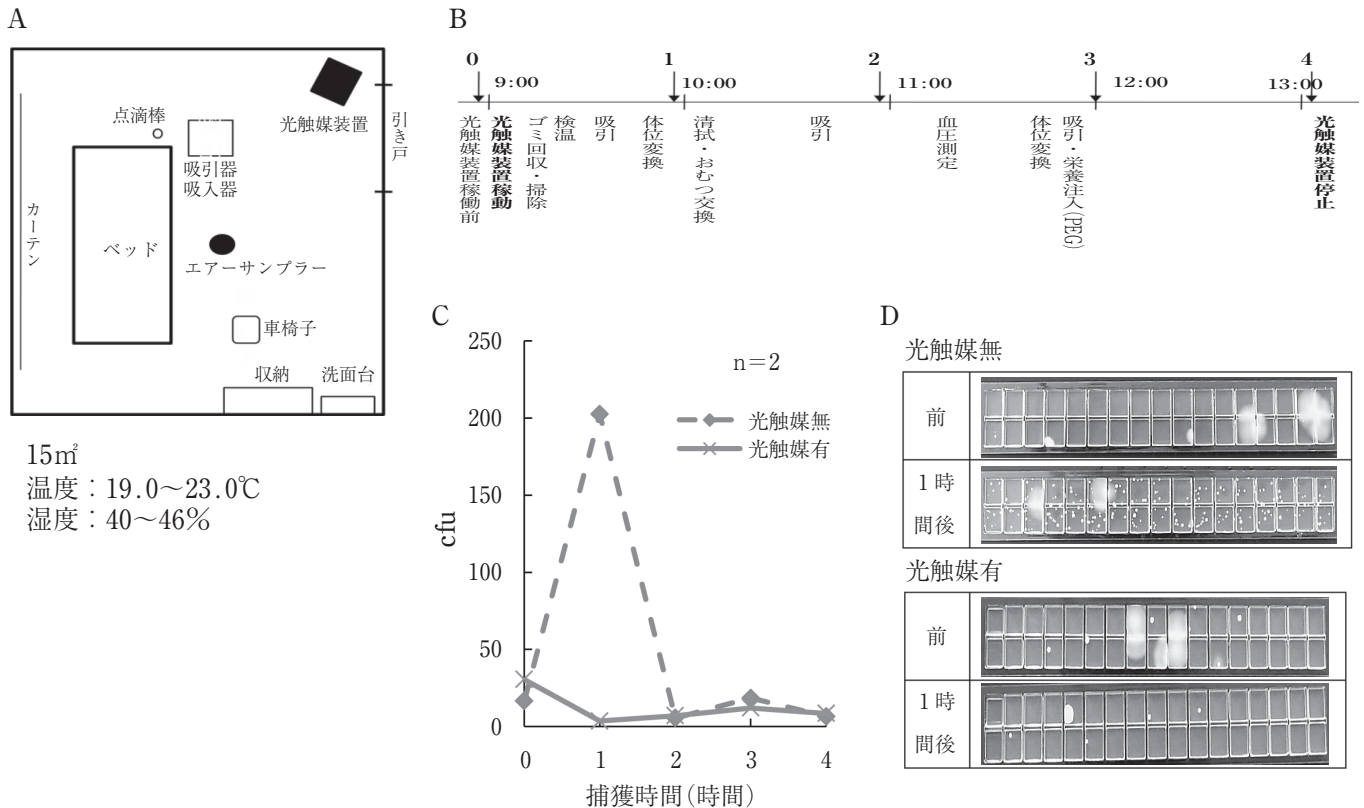 A
点滴棒
光触媒装置
引き戸
吸引器
吸入器
カーテン
ベッド
エアーサンプラー
車椅子
収納
洗面台
15㎡
温度：19.0～23.0℃
湿度：40～46%
B
0
1
2
3
4
9:00
10:00
11:00
12:00
13:00
光触媒装置稼働前
光触媒装置稼動
ゴミ回収・掃除
検温
吸引
体位変換
清拭・おむつ交換
吸引
血圧測定
体位変換
吸引・栄養注入(PEG)
光触媒装置停止
C
250
200
150
100
50
0
cfu
n=2
光触媒無
光触媒有
0 1 2 3 4
捕獲時間(時間)
D
光触媒無
前
1時
間後
光触媒有
前
1時
間後